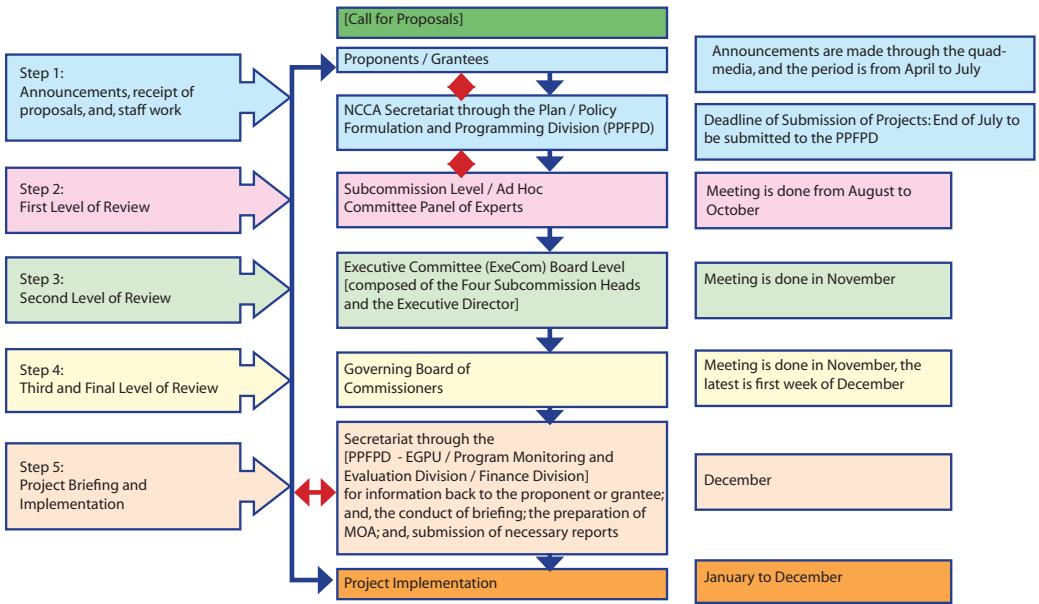 [Call for Proposals]
Step 1:
Announcements, receipt of
proposals, and, staff work
Proponents / Grantees
Announcements are made through the quad-
media, and the period is from April to July
NCCA Secretariat through the Plan / Policy
Formulation and Programming Division (PPFPD)
Deadline of Submission of Projects: End of July to
be submitted to the PPFPD
Step 2:
First Level of Review
Subcommission Level / Ad Hoc
Committee Panel of Experts
Meeting is done from August to
October
Step 3:
Second Level of Review
Executive Committee (ExeCom) Board Level
[composed of the Four Subcommission Heads
and the Executive Director]
Meeting is done in November
Step 4:
Third and Final Level of Review
Governing Board of
Commissioners
Meeting is done in November, the
latest is first week of December
Step 5:
Project Briefing and
Implementation
Secretariat through the
[PPFPD - EGPU / Program Monitoring and
Evaluation Division / Finance Division]
for information back to the proponent or grantee;
and, the conduct of briefing; the preparation of
MOA; and, submission of necessary reports
December
Project Implementation
January to December